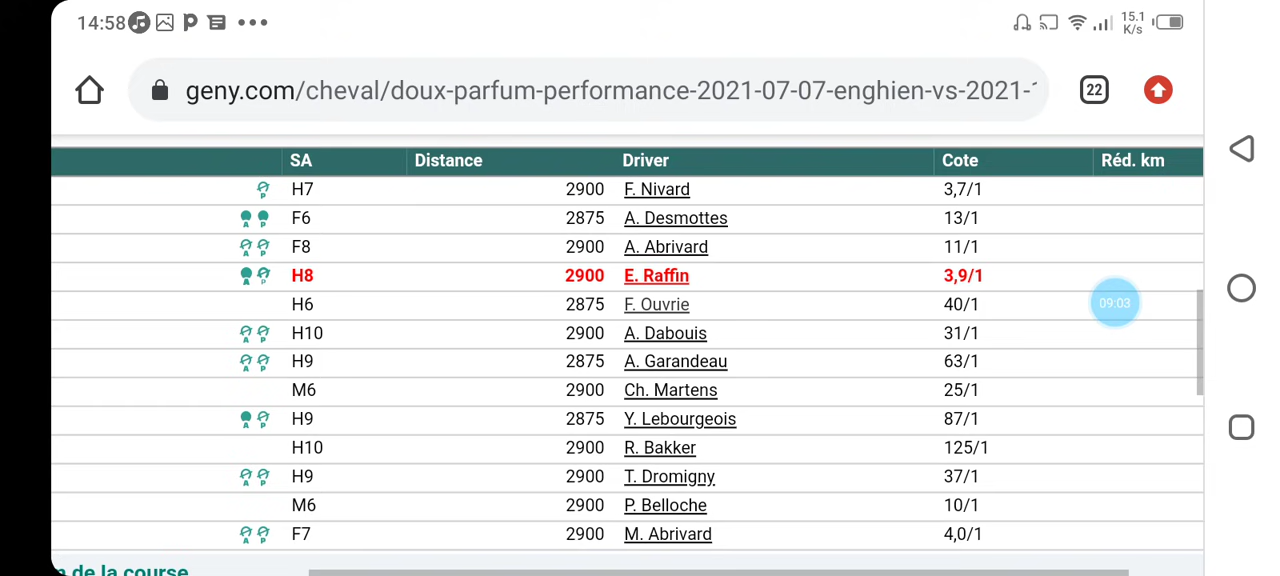 14:58 15.1 K/s
geny.com/cheval/doux-parfum-performance-2021-07-07-enghien-vs-2021- 22
SA Distance Driver Cote Réd. km
P H7 2900 F. Nivard 3,7/1
A P F6 2875 A. Desmottes 13/1
A P F8 2900 A. Abrivard 11/1
A P H8 2900 E. Raffin 3,9/1
H6 2875 F. Ouvrie 40/1
09:03
A P H10 2900 A. Dabouis 31/1
A P H9 2875 A. Garandeau 63/1
M6 2900 Ch. Martens 25/1
A P H9 2875 Y. Lebourgeois 87/1
H10 2900 R. Bakker 125/1
A P H9 2900 T. Dromigny 37/1
M6 2900 P. Belloche 10/1
A P F7 2900 M. Abrivard 4,0/1
de la course